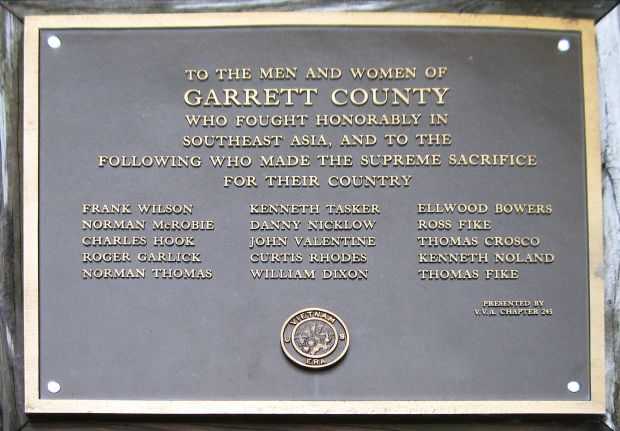 TO THE MEN AND WOMEN OF
GARRETT COUNTY
WHO FOUGHT HONORABLY IN
SOUTHEAST ASIA, AND TO THE
FOLLOWING WHO MADE THE SUPREME SACRIFICE
FOR THEIR COUNTRY
FRANK WILSON
NORMAN McROBIE
CHARLES HOOK
ROGER GARLICK
NORMAN THOMAS
KENNETH TASKER
DANNY NICKLOW
JOHN VALENTINE
CURTIS RHODES
WILLIAM DIXON
ELLWOOD BOWERS
ROSS FIKE
THOMAS CROSCO
KENNETH NOLAND
THOMAS FIKE
PRESENTED BY
V.V.A. CHAPTER 243
VIETNAM
ERA